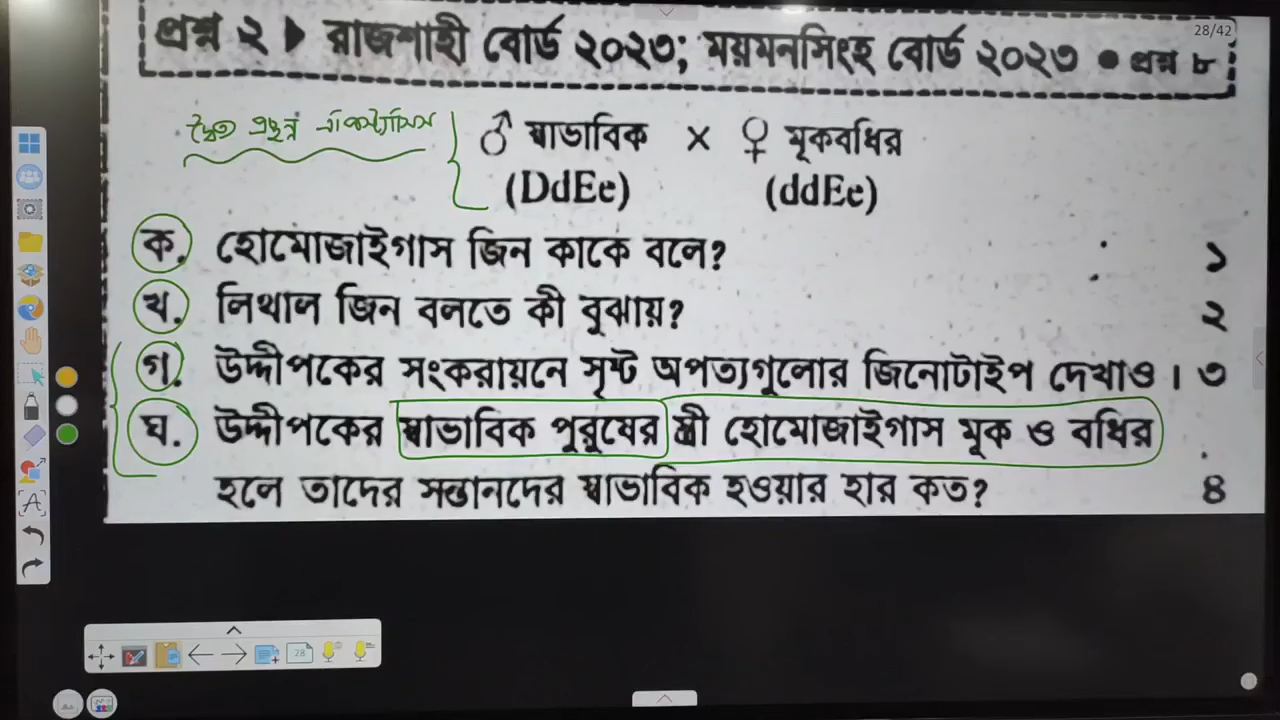 28/42
প্রশ্ন ২ ▶ রাজশাহী বোর্ড ২০২৩; ময়মনসিংহ বোর্ড ২০২৩ ● প্রশ্ন ৮
দ্বৈত প্রচ্ছন্ন এপিস্ট্যাসিস
♂ স্বাভাবিক × ♀ মূকবধির
(DdEe) (ddEe)
ক. হোমোজাইগাস জিন কাকে বলে? ১
খ. লিথাল জিন বলতে কী বুঝায়? ২
গ. উদ্দীপকের সংকরায়নে সৃষ্ট অপত্যগুলোর জিনোটাইপ দেখাও। ৩
ঘ. উদ্দীপকের স্বাভাবিক পুরুষের স্ত্রী হোমোজাইগাস মূক ও বধির
হলে তাদের সন্তানদের স্বাভাবিক হওয়ার হার কত? ৪
28